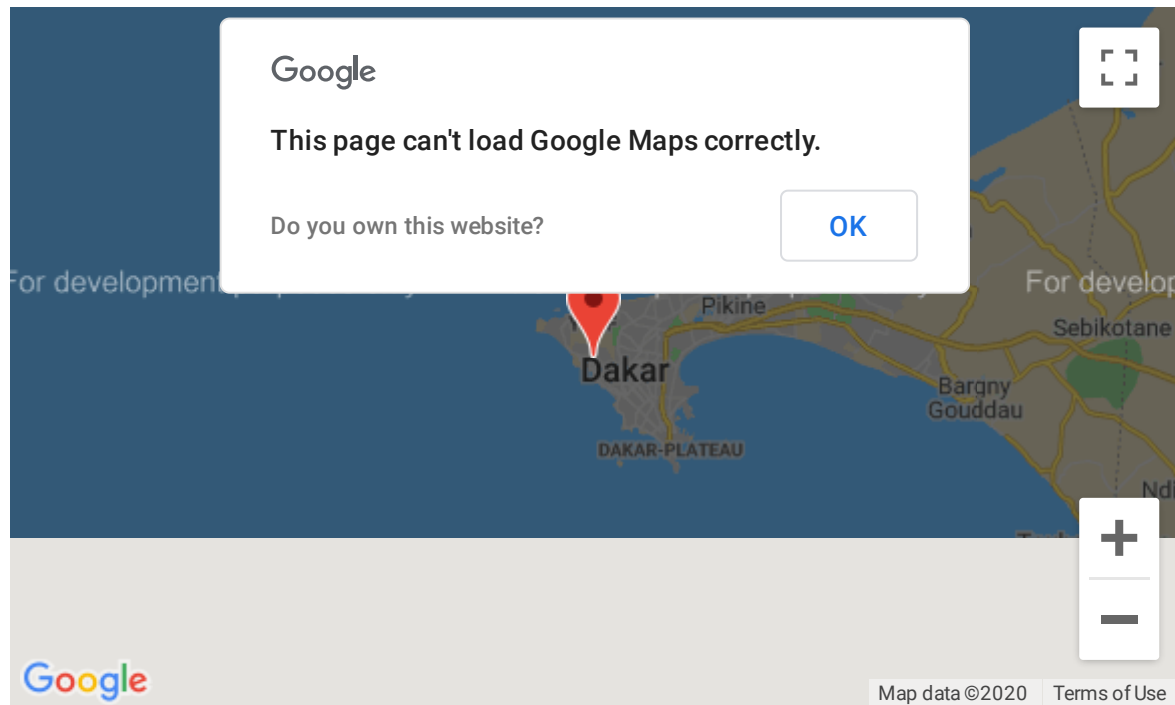 Google
This page can't load Google Maps correctly.
Do you own this website?
OK
For development
For develop
Pikine
Sebikotane
Dakar
Bargny
Gouddau
DAKAR-PLATEAU
Ndi
Google
Map data ©2020 Terms of Use